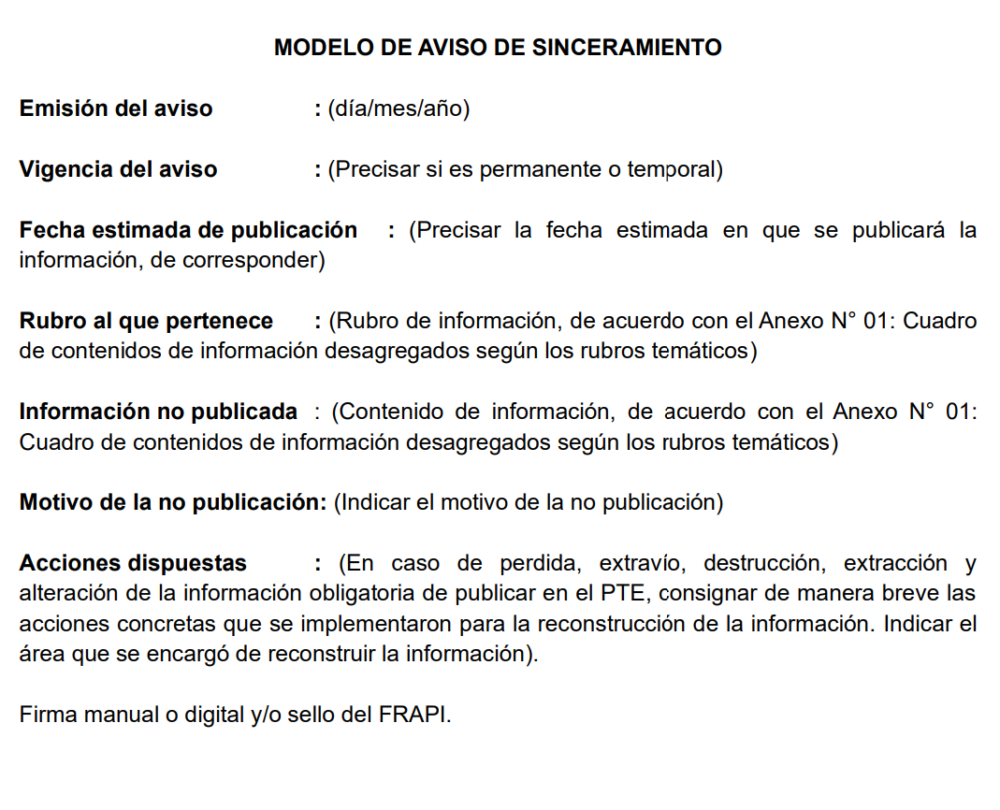 MODELO DE AVISO DE SINCERAMIENTO
Emisión del aviso : (día/mes/año)
Vigencia del aviso : (Precisar si es permanente o temporal)
Fecha estimada de publicación : (Precisar la fecha estimada en que se publicará la
información, de corresponder)
Rubro al que pertenece : (Rubro de información, de acuerdo con el Anexo N° 01: Cuadro
de contenidos de información desagregados según los rubros temáticos)
Información no publicada : (Contenido de información, de acuerdo con el Anexo N° 01:
Cuadro de contenidos de información desagregados según los rubros temáticos)
Motivo de la no publicación: (Indicar el motivo de la no publicación)
Acciones dispuestas : (En caso de perdida, extravío, destrucción, extracción y
alteración de la información obligatoria de publicar en el PTE, consignar de manera breve las
acciones concretas que se implementaron para la reconstrucción de la información. Indicar el
área que se encargó de reconstruir la información).
Firma manual o digital y/o sello del FRAPI.